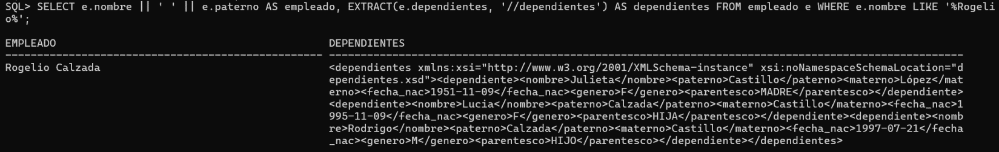 SQL> SELECT e.nombre || ' ' || e.paterno AS empleado, EXTRACT(e.dependientes, '//dependientes') AS dependientes FROM empleado e WHERE e.nombre LIKE '%Rogeli
o%';
EMPLEADO DEPENDIENTES
-------------------------------------------------- ----------------------------------------------------------------------------------------------------
Rogelio Calzada <dependientes xmlns:xsi="http://www.w3.org/2001/XMLSchema-instance" xsi:noNamespaceSchemaLocation="d
ependientes.xsd"><dependiente><nombre>Julieta</nombre><paterno>Castillo</paterno><materno>López</mat
erno><fecha_nac>1951-11-09</fecha_nac><genero>F</genero><parentesco>MADRE</parentesco></dependiente>
<dependiente><nombre>Lucia</nombre><paterno>Calzada</paterno><materno>Castillo</materno><fecha_nac>1
995-11-09</fecha_nac><genero>F</genero><parentesco>HIJA</parentesco></dependiente><dependiente><nomb
re>Rodrigo</nombre><paterno>Calzada</paterno><materno>Castillo</materno><fecha_nac>1997-07-21</fecha
_nac><genero>M</genero><parentesco>HIJO</parentesco></dependiente></dependientes>